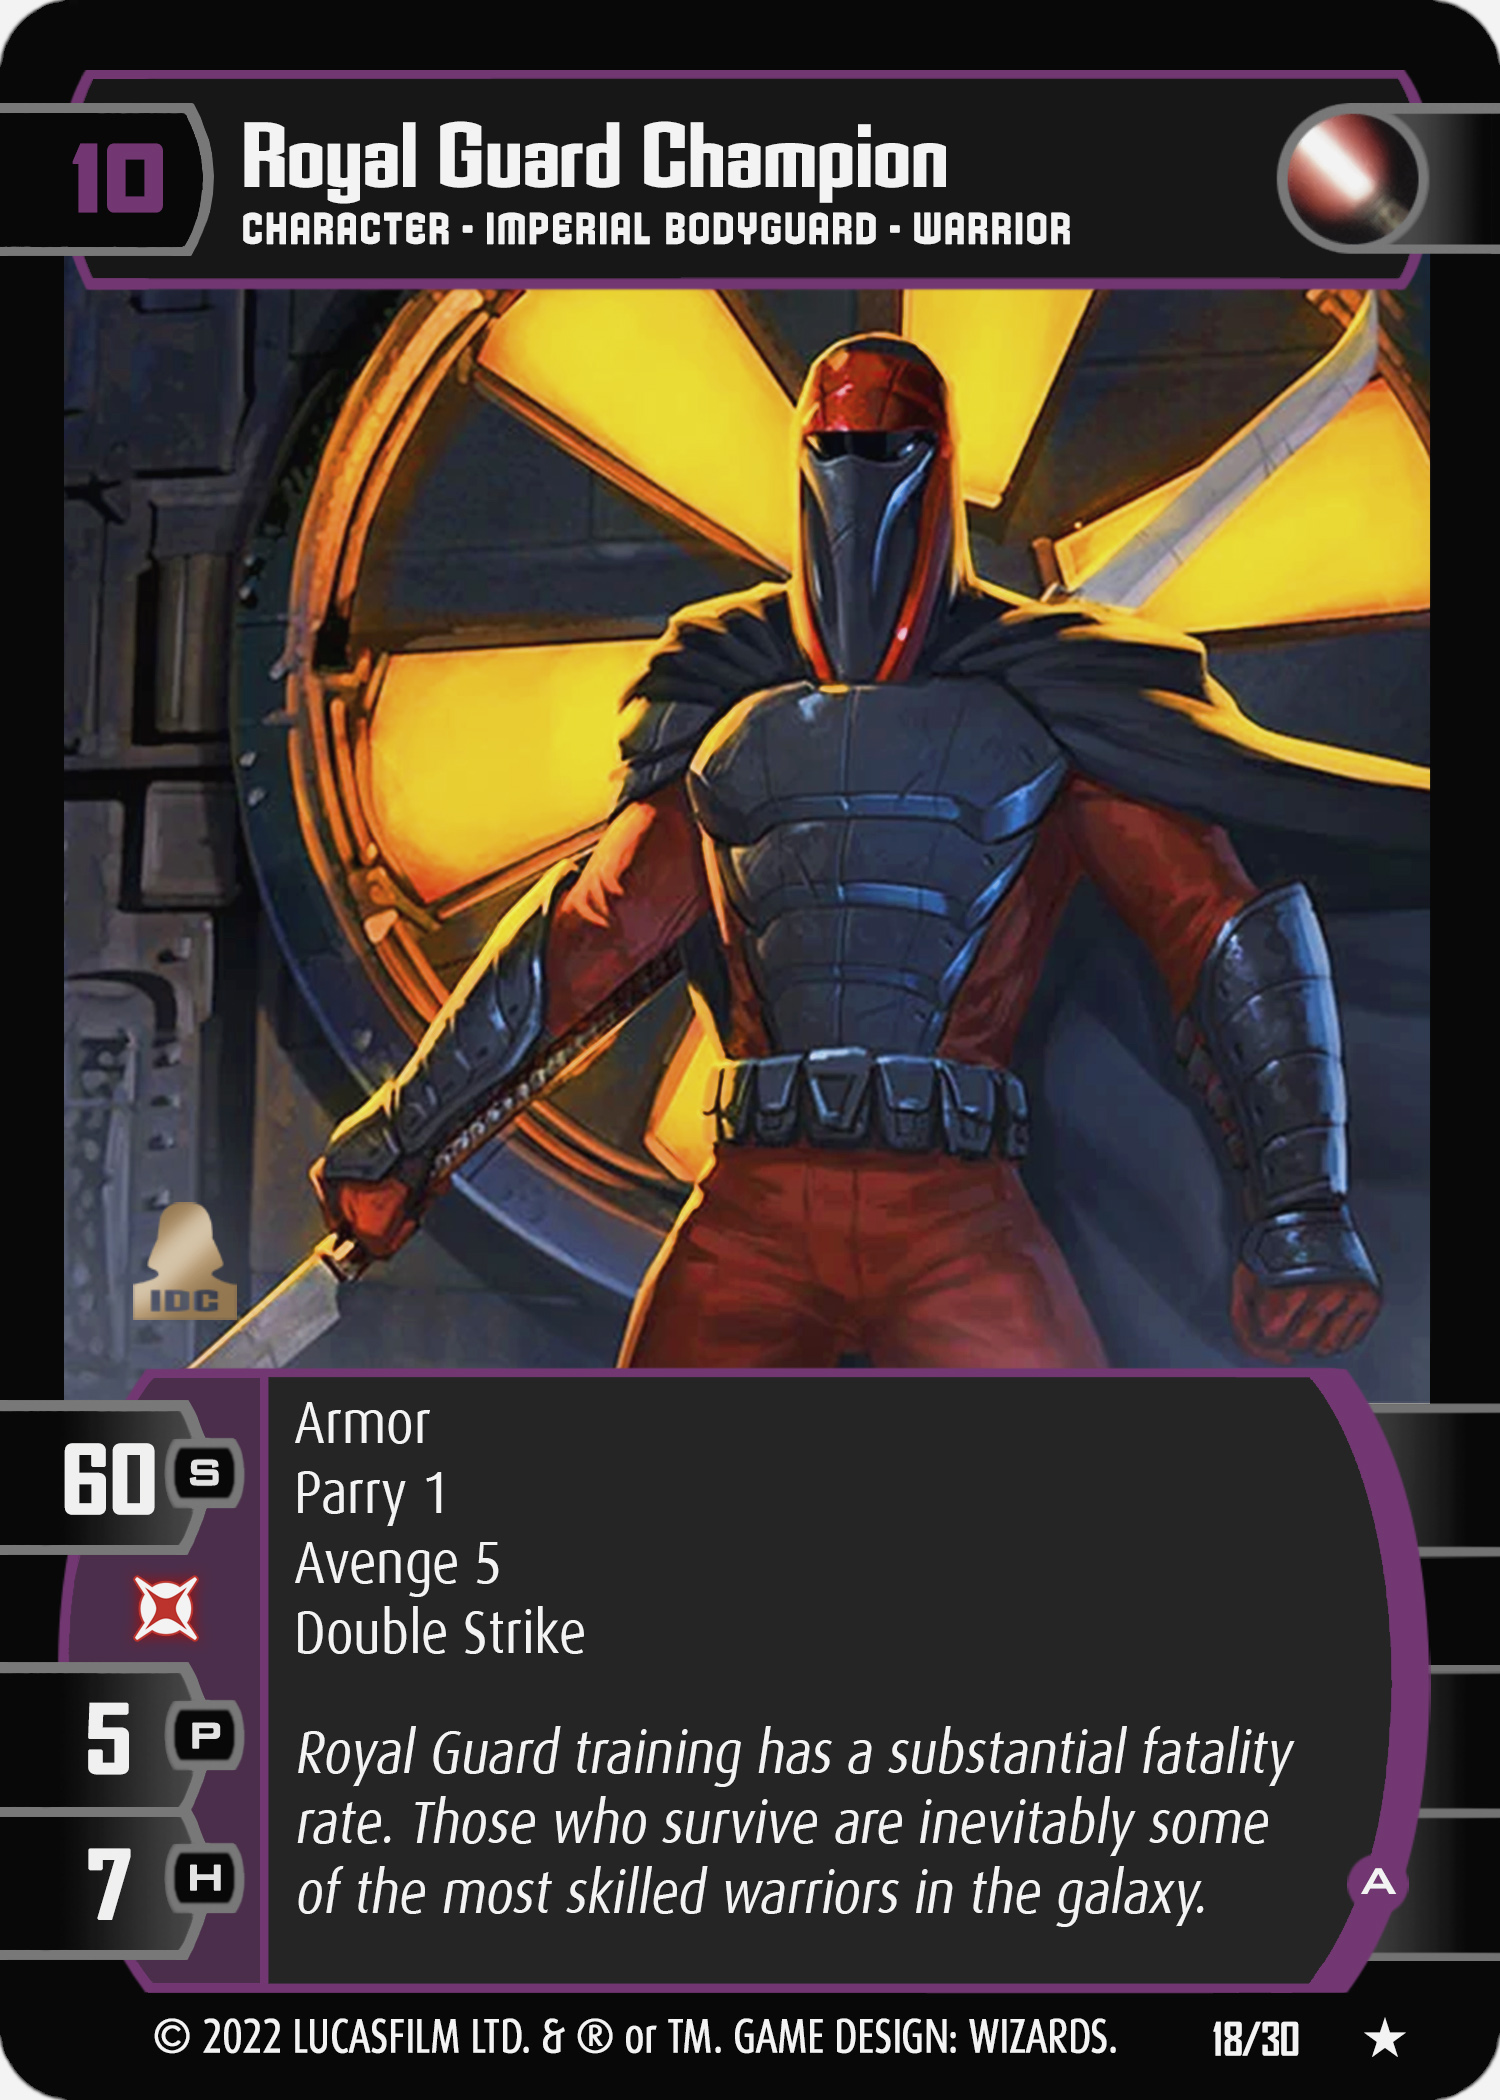 10
Royal Guard Champion
CHARACTER - IMPERIAL BODYGUARD - WARRIOR
IDC
60 S
5 P
7 H
Armor
Parry 1
Avenge 5
Double Strike
Royal Guard training has a substantial fatality
rate. Those who survive are inevitably some
of the most skilled warriors in the galaxy.
A
© 2022 LUCASFILM LTD. & ® or TM. GAME DESIGN: WIZARDS.
18/30